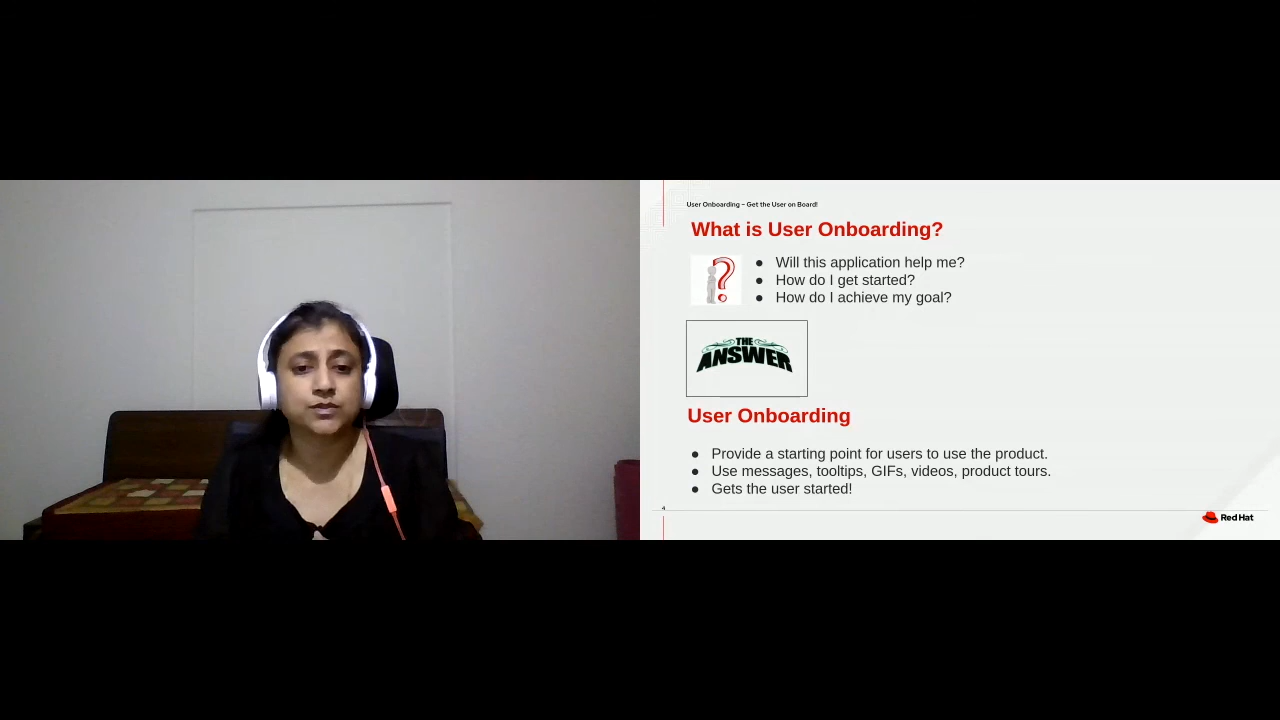 User Onboarding – Get the User on Board!
What is User Onboarding?
● Will this application help me?
● How do I get started?
● How do I achieve my goal?
THE
ANSWER
User Onboarding
● Provide a starting point for users to use the product.
● Use messages, tooltips, GIFs, videos, product tours.
● Gets the user started!
4
Red Hat